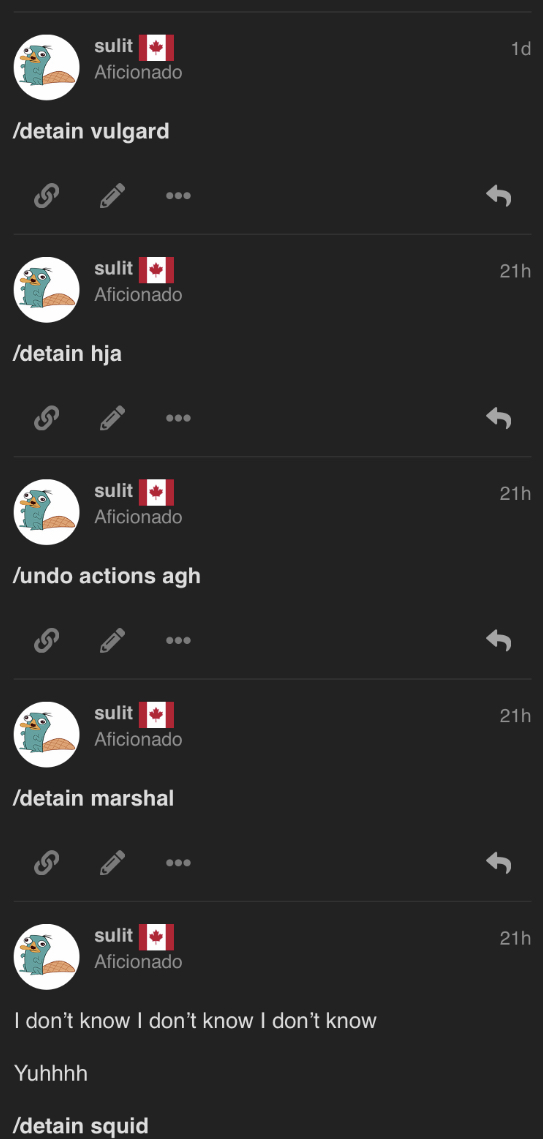 sulit
1d
Aficionado
/detain vulgard
sulit
21h
Aficionado
/detain hja
sulit
21h
Aficionado
/undo actions agh
sulit
21h
Aficionado
/detain marshal
sulit
21h
Aficionado
I don't know I don't know I don't know
Yuhhhh
/detain squid